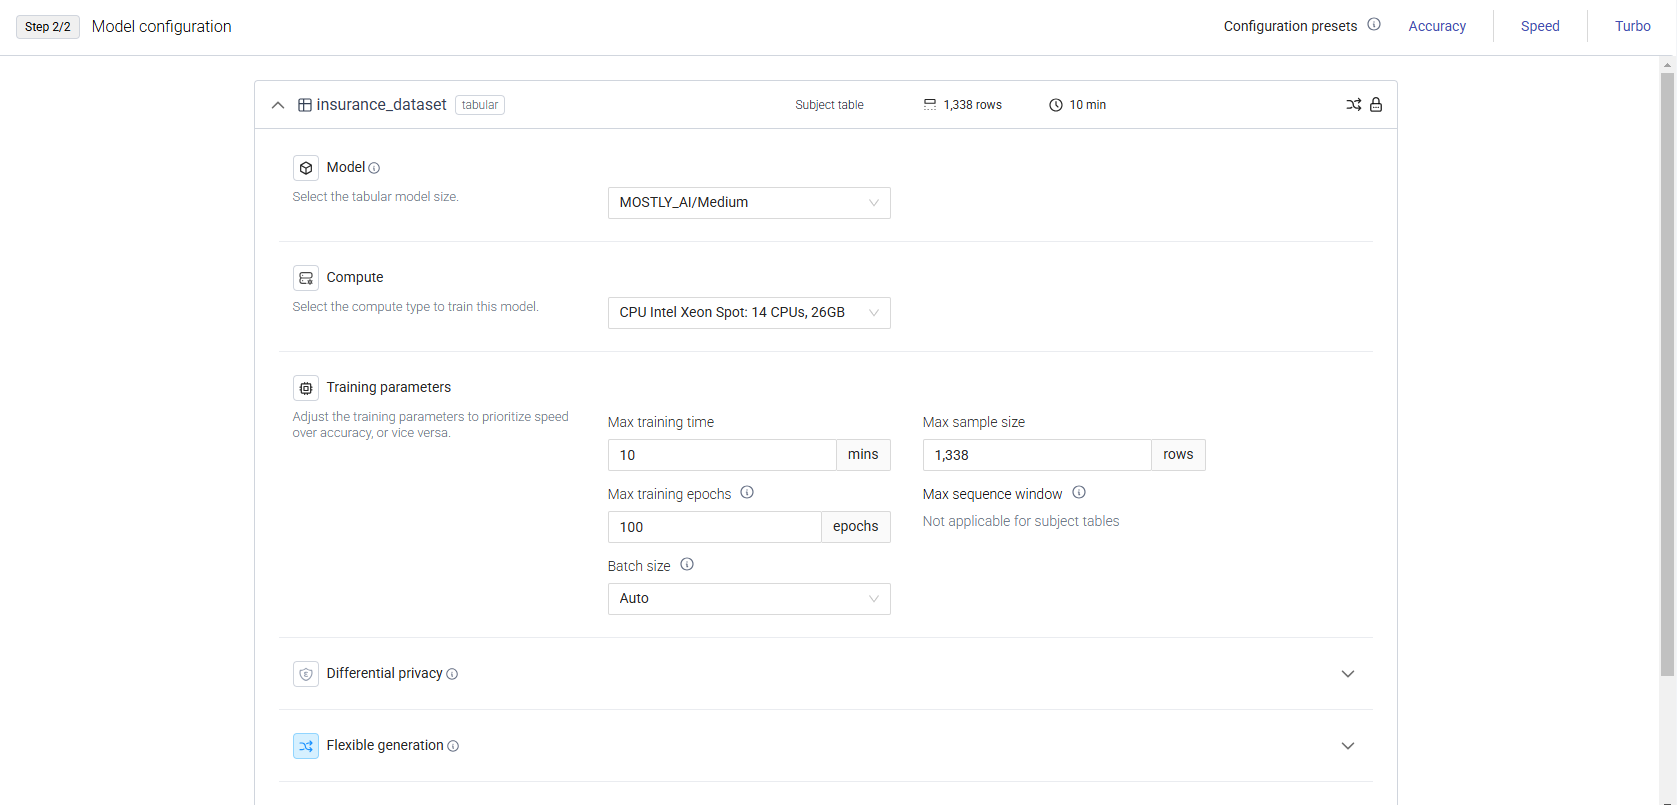 Step 2/2 Model configuration Configuration presets Accuracy Speed Turbo
insurance_dataset tabular Subject table 1,338 rows 10 min
Model
Select the tabular model size.
MOSTLY_AI/Medium
Compute
Select the compute type to train this model.
CPU Intel Xeon Spot: 14 CPUs, 26GB
Training parameters
Adjust the training parameters to prioritize speed
over accuracy, or vice versa.
Max training time
10 mins
Max sample size
1,338 rows
Max training epochs
100 epochs
Max sequence window
Not applicable for subject tables
Batch size
Auto
Differential privacy
Flexible generation